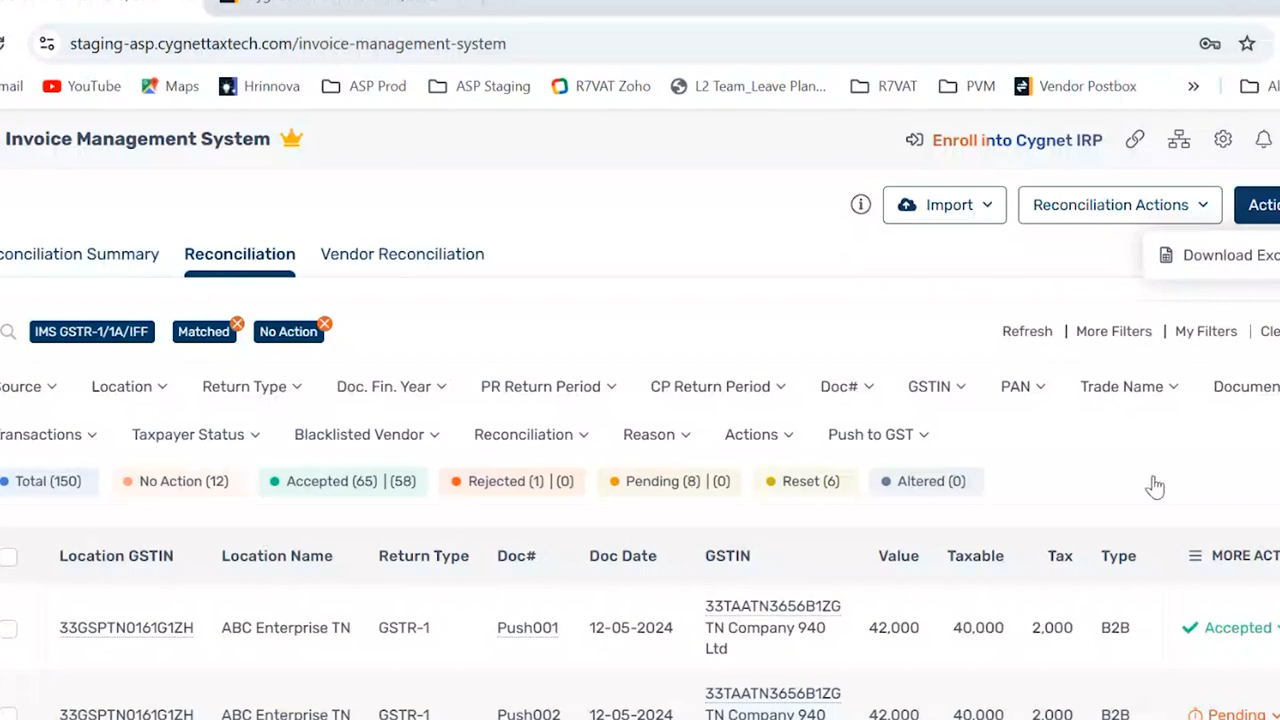 staging-asp.cygnettaxtech.com/invoice-management-system
mail YouTube Maps Hrinnova ASP Prod ASP Staging R7VAT Zoho L2 Team_Leave Plan... R7VAT PVM Vendor Postbox » Al
Invoice Management System Enroll into Cygnet IRP
Import Reconciliation Actions Actio
conciliation Summary Reconciliation Vendor Reconciliation Download Exc
IMS GSTR-1/1A/IFF Matched No Action Refresh | More Filters | My Filters | Cle
ource Location Return Type Doc. Fin. Year PR Return Period CP Return Period Doc# GSTIN PAN Trade Name Documen
ransactions Taxpayer Status Blacklisted Vendor Reconciliation Reason Actions Push to GST
Total (150) No Action (12) Accepted (65) | (58) Rejected (1) | (0) Pending (8) | (0) Reset (6) Altered (0)
Location GSTIN Location Name Return Type Doc# Doc Date GSTIN Value Taxable Tax Type MORE ACT
33TAATN3656B1ZG
33GSPTN0161G1ZH ABC Enterprise TN GSTR-1 Push001 12-05-2024 TN Company 940 42,000 40,000 2,000 B2B Accepted
Ltd
33TAATN3656B1ZG
33GSPTN0161G1ZH ABC Enterprise TN GSTR-1 Push002 12-05-2024 TN Company 940 42,000 40,000 2,000 B2B Pending